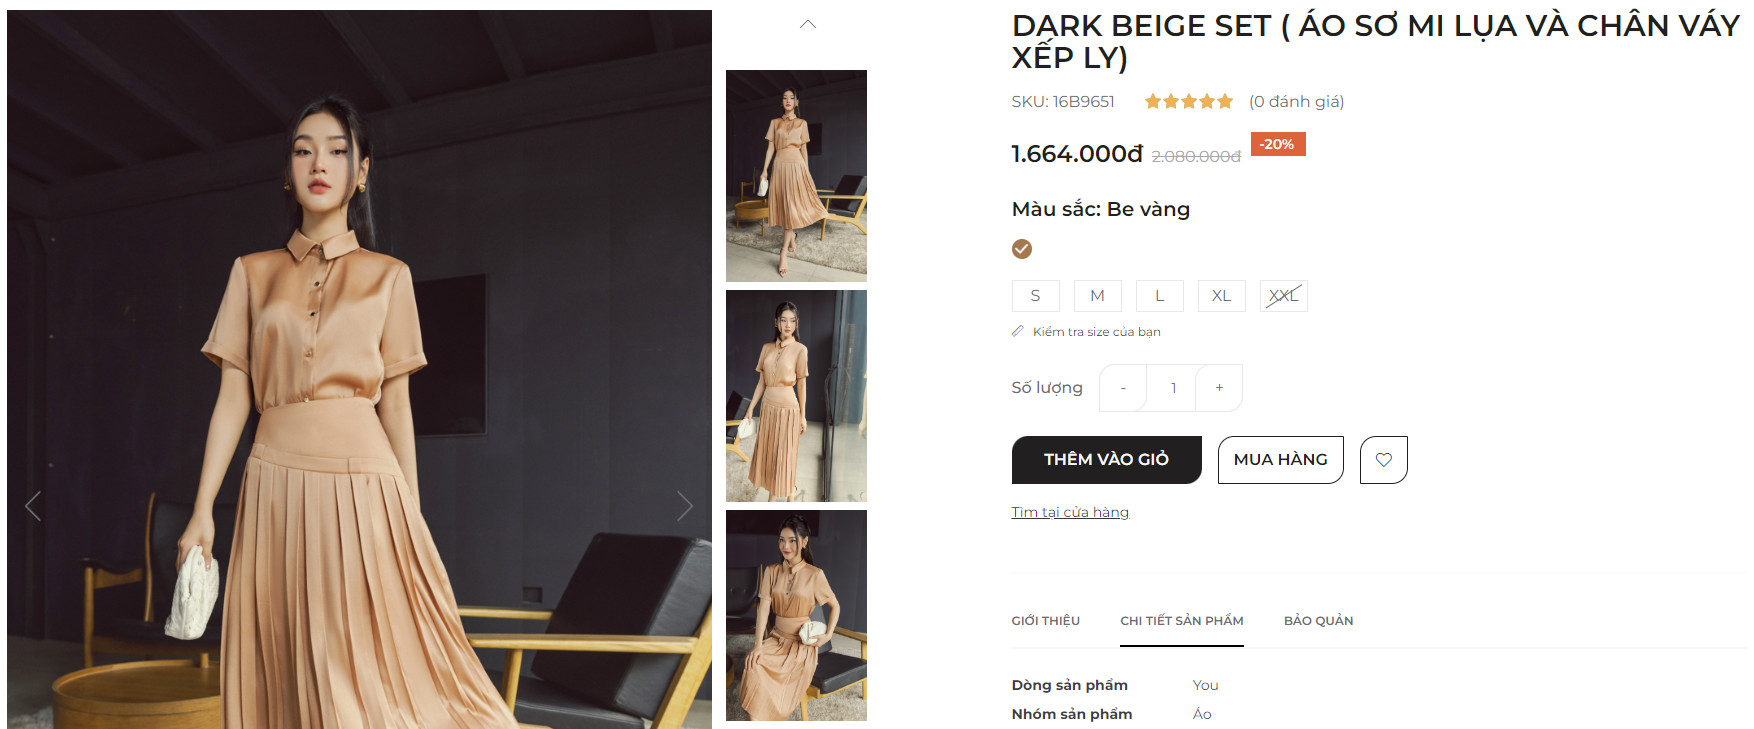 DARK BEIGE SET ( ÁO SƠ MI LỤA VÀ CHÂN VÁY
XẾP LY)
SKU: 16B9651 (0 đánh giá)
1.664.000đ 2.080.000đ -20%
Màu sắc: Be vàng
S M L XL XXL
Kiểm tra size của bạn
Số lượng - 1 +
THÊM VÀO GIỎ MUA HÀNG
Tìm tại cửa hàng
GIỚI THIỆU CHI TIẾT SẢN PHẨM BẢO QUẢN
Dòng sản phẩm You
Nhóm sản phẩm Áo